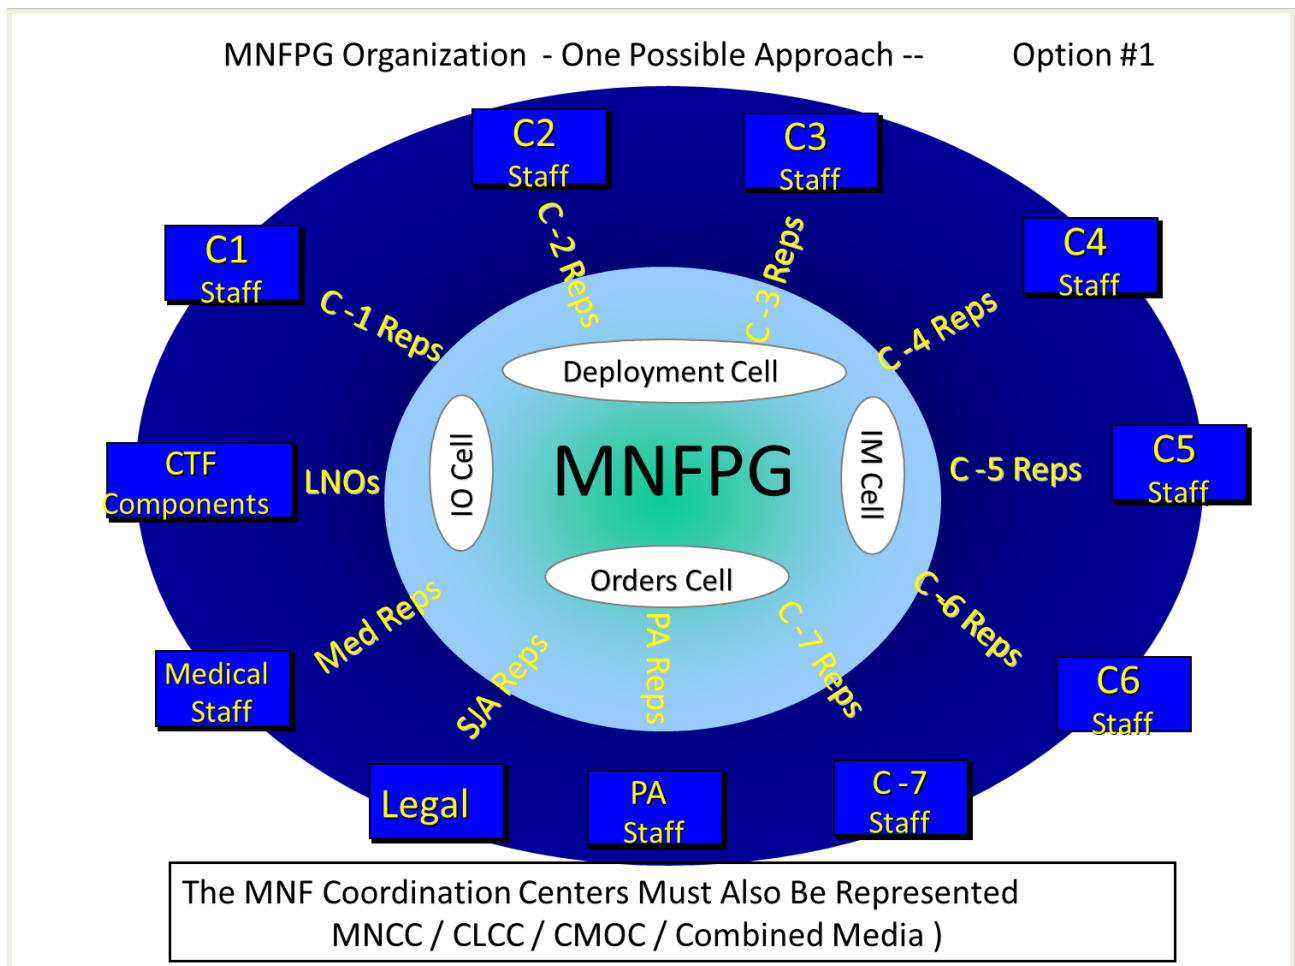 MNFPG Organization - One Possible Approach -- Option #1
C2
Staff
C3
Staff
C1
Staff
C4
Staff
C -2 Reps
C -3 Reps
C -1 Reps
C -4 Reps
Deployment Cell
CTF
Components
LNOs
IO Cell
MNFPG
IM Cell
C -5 Reps
C5
Staff
Orders Cell
Med Reps
SJA Reps
PA Reps
C -7 Reps
C -6 Reps
Medical
Staff
C6
Staff
Legal
PA
Staff
C -7
Staff
The MNF Coordination Centers Must Also Be Represented
MNCC / CLCC / CMOC / Combined Media )